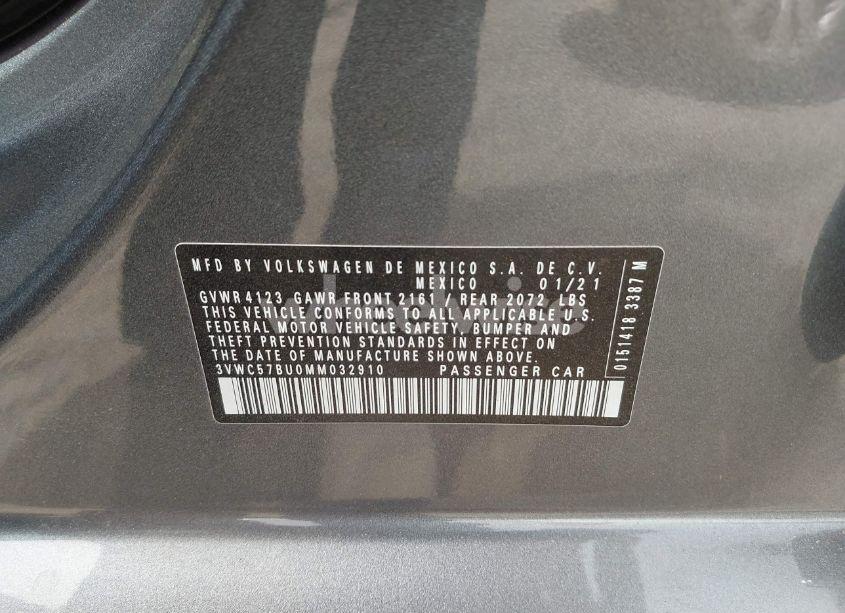 MFD BY VOLKSWAGEN DE MEXICO S.A. DE C.V.
MEXICO 01/21
GVWR 4123 GAWR FRONT 2161 REAR 2072 LBS
THIS VEHICLE CONFORMS TO ALL APPLICABLE U.S.
FEDERAL MOTOR VEHICLE SAFETY, BUMPER AND
THEFT PREVENTION STANDARDS IN EFFECT ON
THE DATE OF MANUFACTURE SHOWN ABOVE.
3VWC57BU0MM032910 PASSENGER CAR
0151418 3387 M